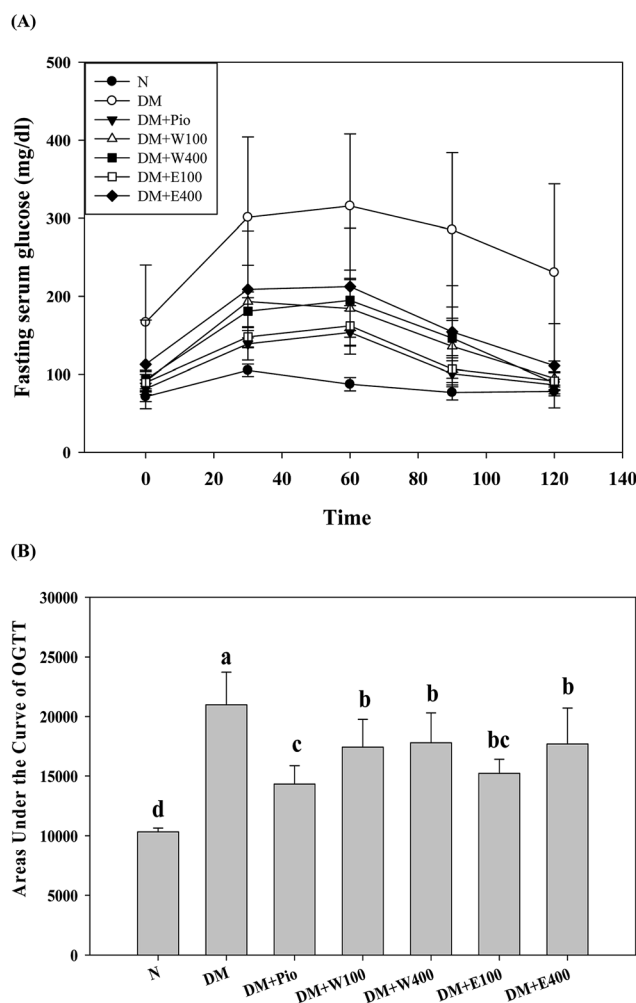 (A)
500
400
300
200
100
0
Fasting serum glucose (mg/dl)
N
DM
DM+Pio
DM+W100
DM+W400
DM+E100
DM+E400
0 20 40 60 80 100 120 140
Time
(B)
30000
25000
20000
15000
10000
5000
0
Areas Under the Curve of OGTT
d a c b b bc b
N DM DM+Pio DM+W100 DM+W400 DM+E100 DM+E400